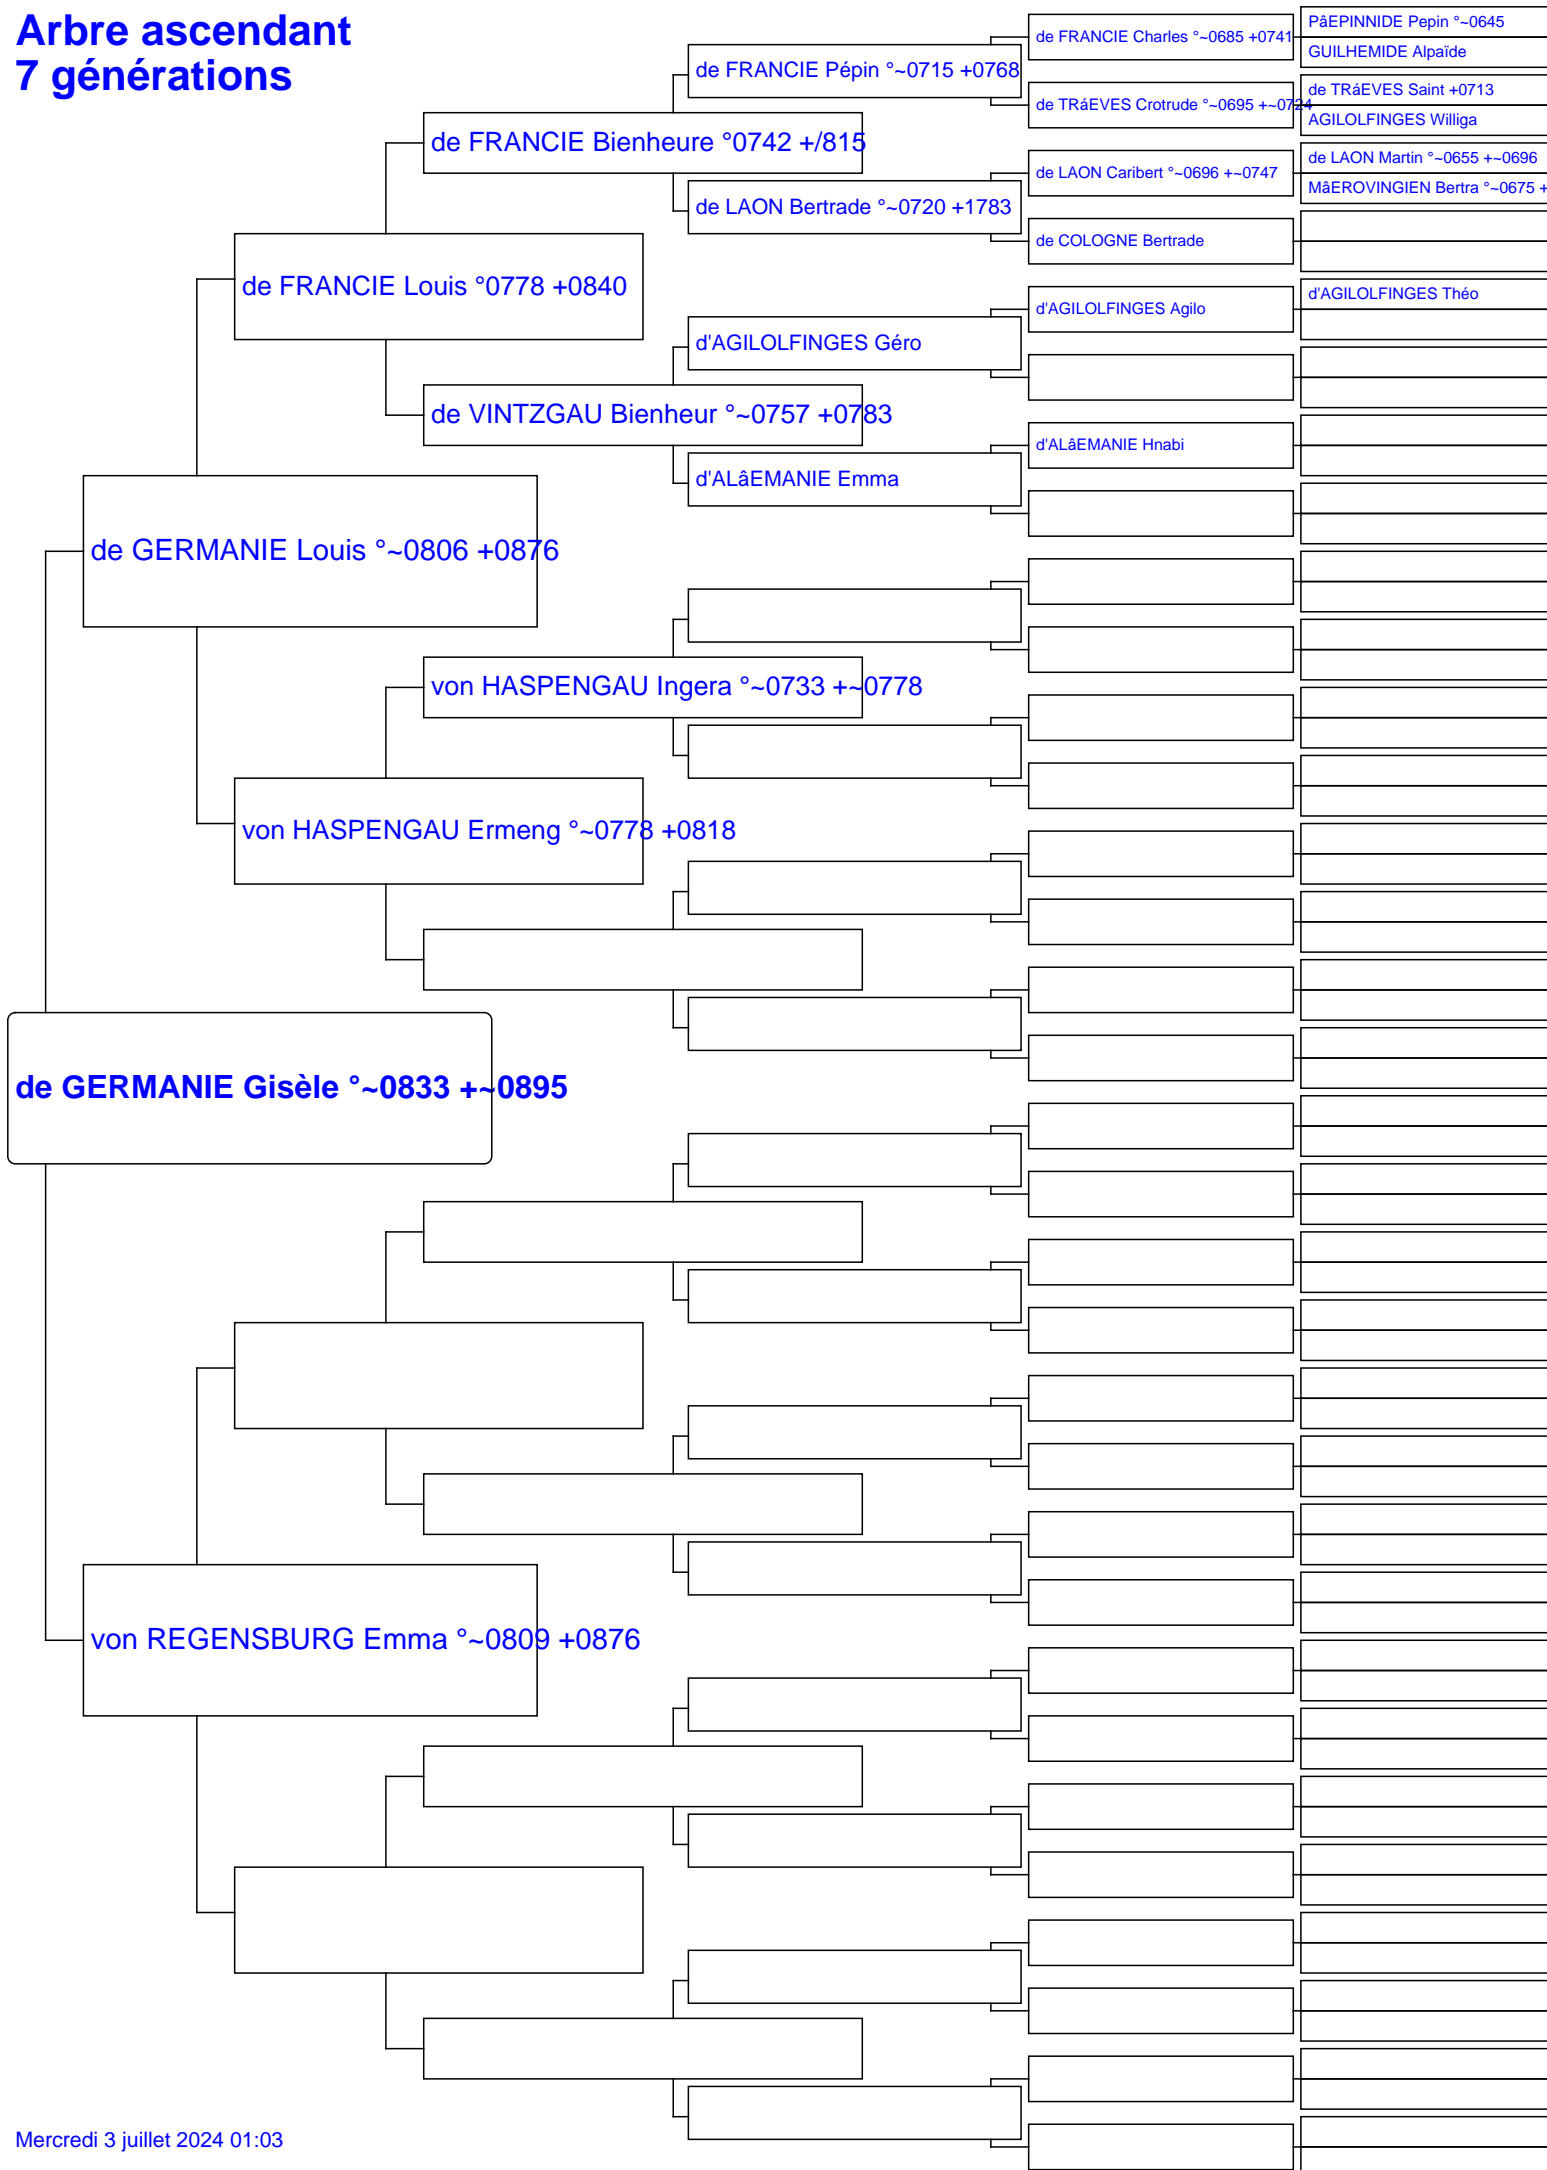 Arbre ascendant
7 générations
PâEPINNIDE Pepin °~0645
de FRANCIE Charles °~0685 +0741
GUILHEMIDE Alpaïde
de FRANCIE Pépin °~0715 +0768
de TRáEVES Saint +0713
de TRáEVES Crotrude °~0695 +~0724
AGILOLFINGES Williga
de FRANCIE Bienheure °0742 +/815
de LAON Martin °~0655 +~0696
de LAON Caribert °~0696 +~0747
MâEROVINGIEN Bertra °~0675 +
de LAON Bertrade °~0720 +1783
de COLOGNE Bertrade
de FRANCIE Louis °0778 +0840
d'AGILOLFINGES Théo
d'AGILOLFINGES Agilo
d'AGILOLFINGES Géro
de VINTZGAU Bienheur °~0757 +0783
d'ALâEMANIE Hnabi
d'ALâEMANIE Emma
de GERMANIE Louis °~0806 +0876
von HASPENGAU Ingera °~0733 +~0778
von HASPENGAU Ermeng °~0778 +0818
de GERMANIE Gisèle °~0833 +~0895
von REGENSBURG Emma °~0809 +0876
Mercredi 3 juillet 2024 01:03